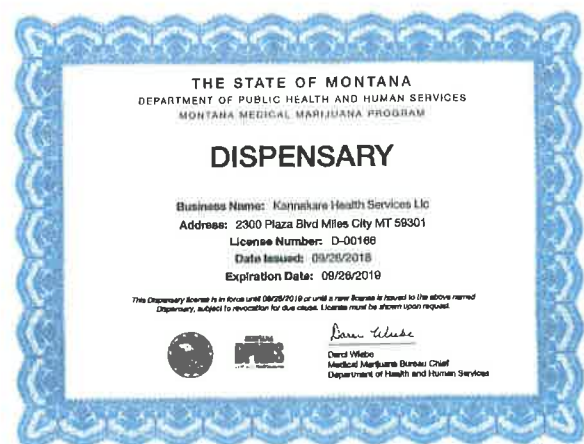 THE STATE OF MONTANA
DEPARTMENT OF PUBLIC HEALTH AND HUMAN SERVICES
MONTANA MEDICAL MARIJUANA PROGRAM
DISPENSARY
Business Name: Kannakare Health Services Llc
Address: 2300 Plaza Blvd Miles City MT 59301
License Number: D-00166
Date Issued: 09/26/2018
Expiration Date: 09/26/2019
This Dispensary license is in force until 09/26/2019 or until a new license is issued to the above named
Dispensary, subject to revocation for due cause. License must be shown upon request.
Darci Wiebe
Medical Marijuana Bureau Chief
Department of Health and Human Services